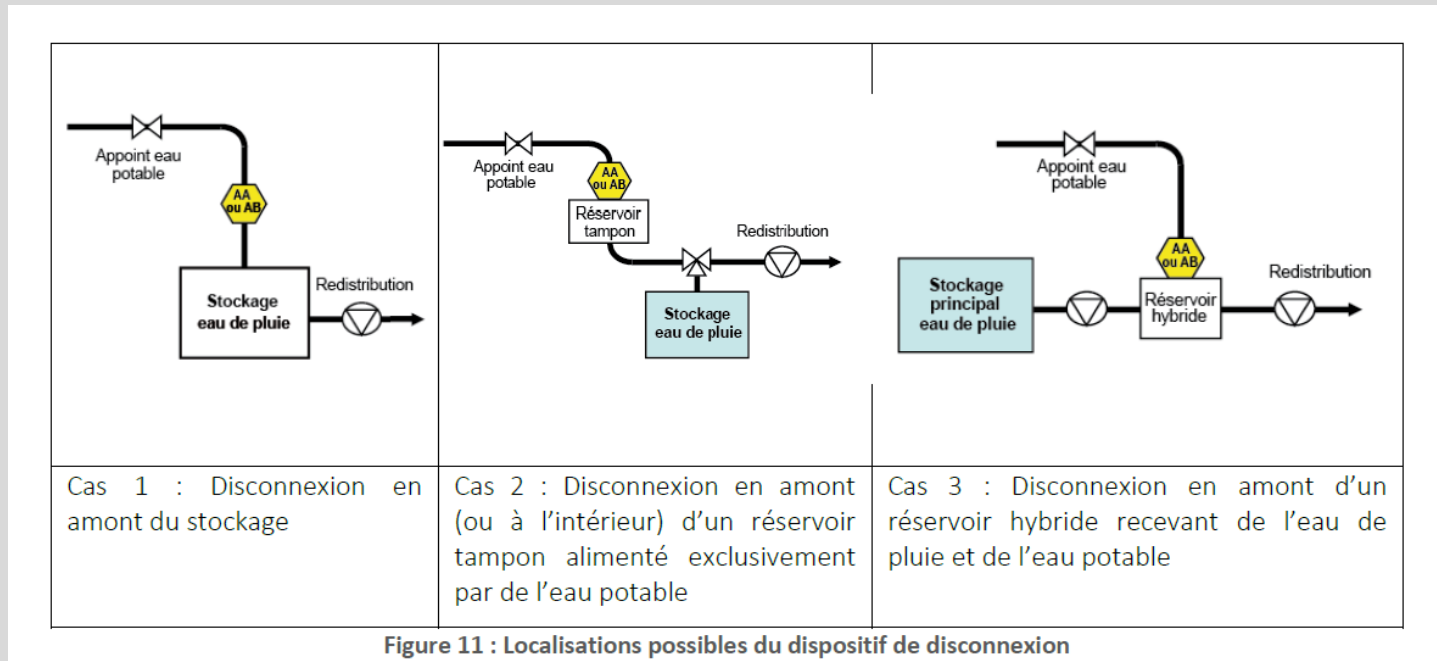 Appoint eau
potable
AA
ou AB
Stockage
eau de pluie
Redistribution
Appoint eau
potable
AA
ou AB
Réservoir
tampon
Redistribution
Stockage
eau de pluie
Appoint eau
potable
AA
ou AB
Stockage
principal
eau de pluie
Réservoir
hybride
Redistribution
Cas 1 : Disconnexion en
amont du stockage
Cas 2 : Disconnexion en amont
(ou à l’intérieur) d’un réservoir
tampon alimenté exclusivement
par de l’eau potable
Cas 3 : Disconnexion en amont d’un
réservoir hybride recevant de l’eau de
pluie et de l’eau potable
Figure 11 : Localisations possibles du dispositif de disconnexion